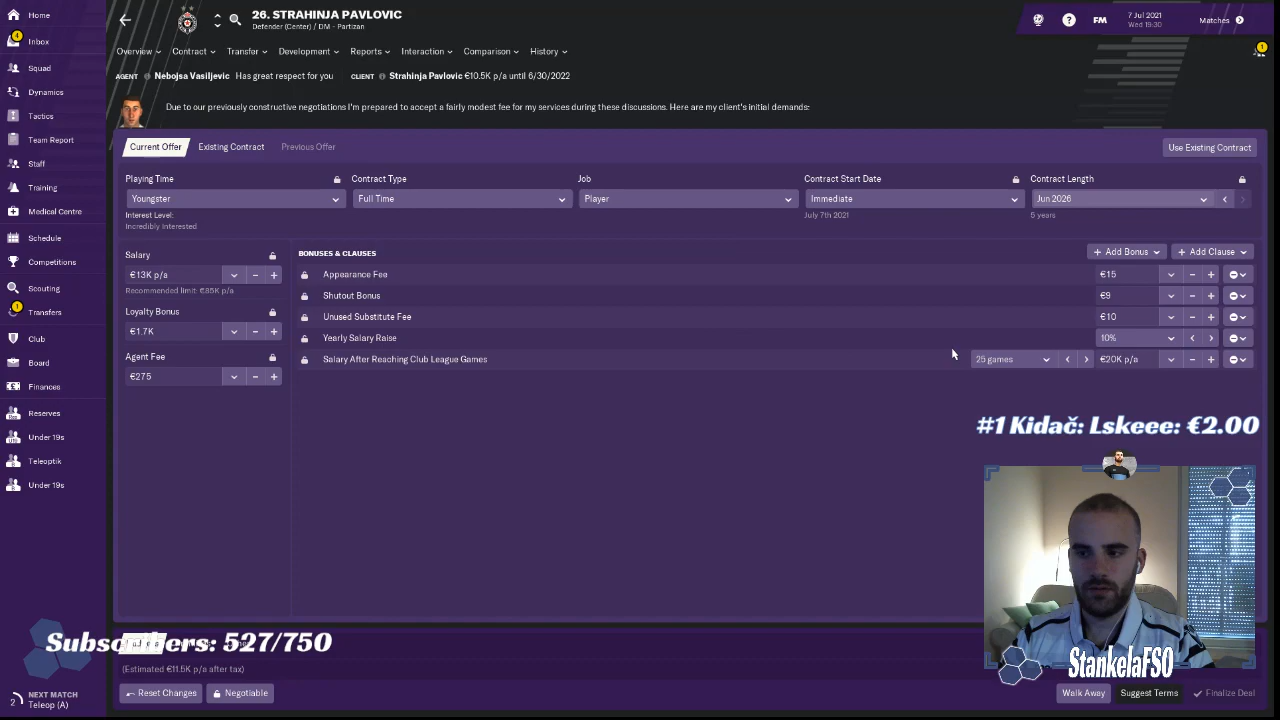 Home
26. STRAHINJA PAVLOVIC
Defender (Center) / DM - Partizan
FM
7 Jul 2021
Wed 19:30
Matches
4
Inbox
Overview
Contract
Transfer
Development
Reports
Interaction
Comparison
History
1
Squad
AGENT
Nebojsa Vasiljevic
Has great respect for you
CLIENT
Strahinja Pavlovic €10.5K p/a until 6/30/2022
Dynamics
Due to our previously constructive negotiations I'm prepared to accept a fairly modest fee for my services during these discussions. Here are my client's initial demands:
Tactics
Team Report
Current Offer
Existing Contract
Previous Offer
Use Existing Contract
Staff
Playing Time
Contract Type
Job
Contract Start Date
Contract Length
Training
Youngster
Full Time
Player
Immediate
Jun 2026
Medical Centre
Interest Level:
July 7th 2021
5 years
Incredibly Interested
Schedule
Salary
BONUSES & CLAUSES
Add Bonus
Add Clause
Competitions
€13K p/a
Appearance Fee
€15
Recommended limit: €85K p/a
Scouting
Shutout Bonus
€9
1
Transfers
Loyalty Bonus
Unused Substitute Fee
€10
€1.7K
Club
Yearly Salary Raise
10%
Agent Fee
Salary After Reaching Club League Games
25 games
€20K p/a
Board
€275
Finances
Reserves
Under 19s
#1 Kidač: Lskeee: €2.00
Teleoptik
Under 19s
Subscribers: 527/750
(Estimated €11.5K p/a after tax)
StankelaFSO
2
NEXT MATCH
Teleop (A)
Reset Changes
Negotiable
Walk Away
Suggest Terms
Finalize Deal